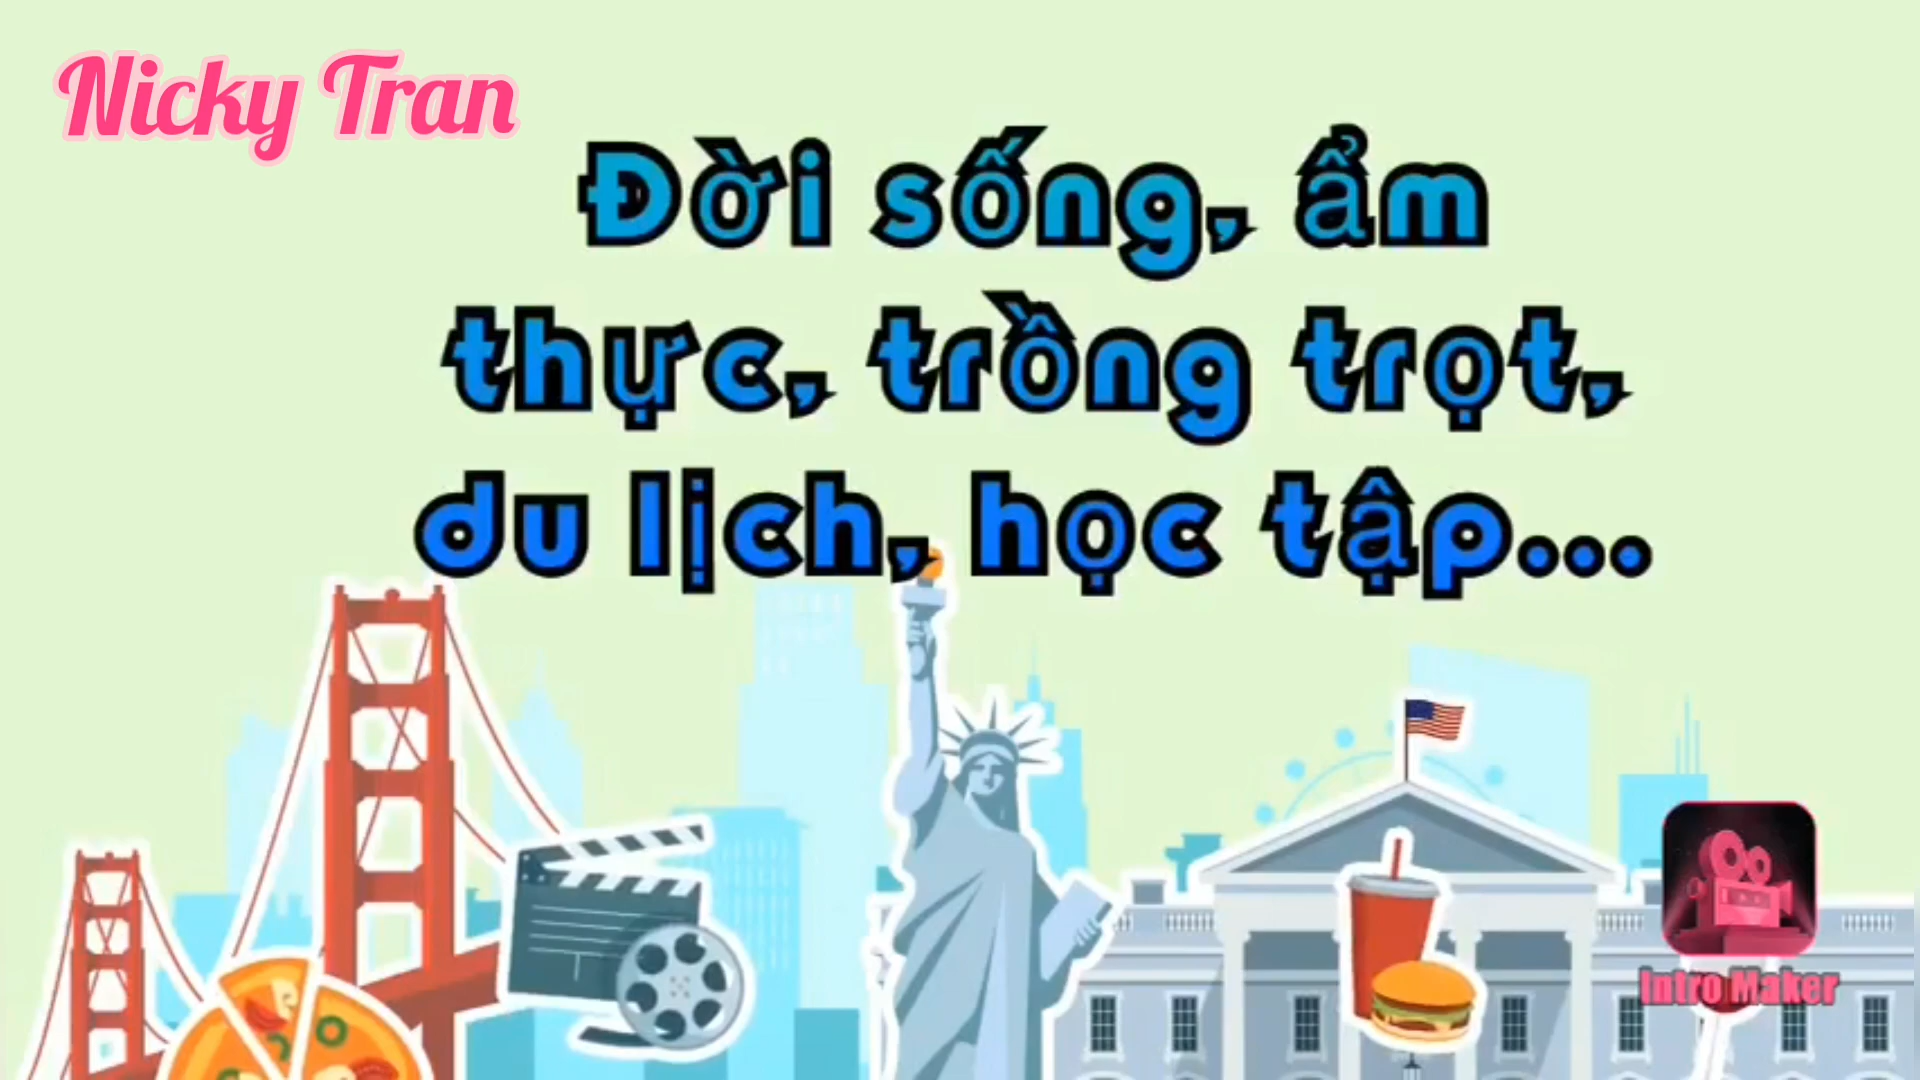 Nicky Tran
Đời sống, ẩm
thực, trồng trọt,
du lịch, học tập...
Intro Maker